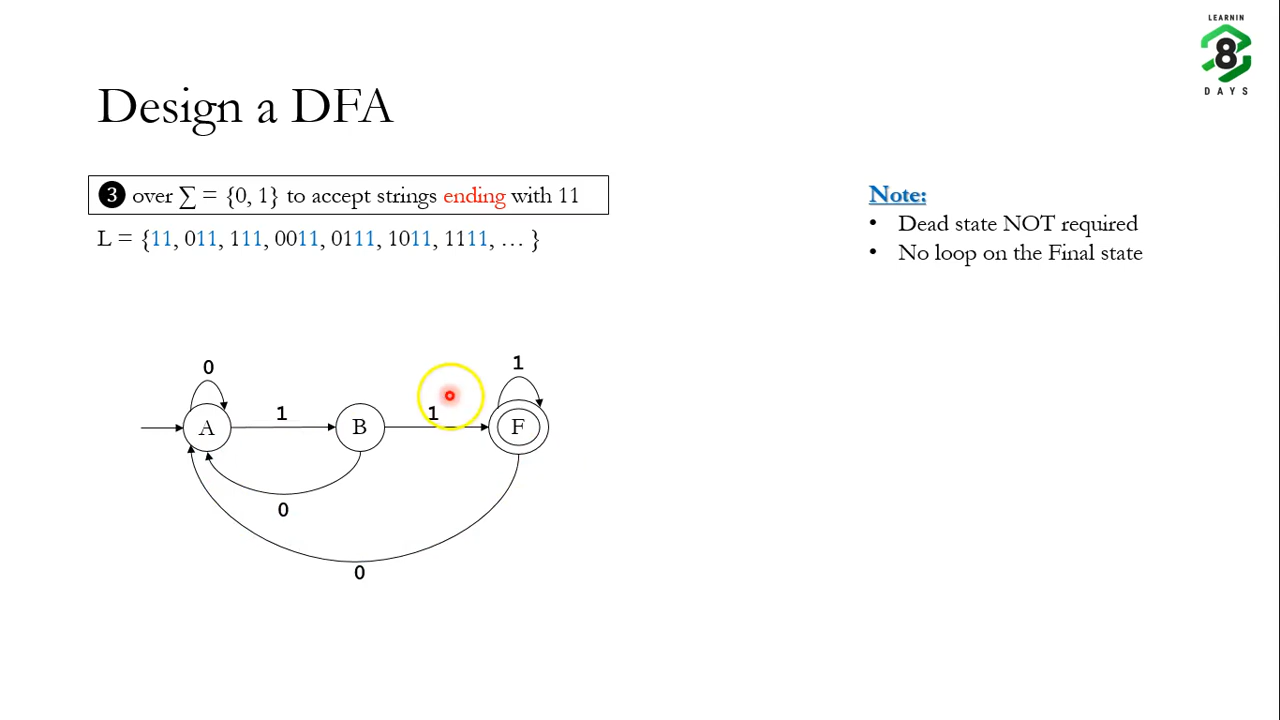 LEARNIN
8
DAYS
Design a DFA
❸ over ∑ = {0, 1} to accept strings ending with 11
L = {11, 011, 111, 0011, 0111, 1011, 1111, … }
Note:
• Dead state NOT required
• No loop on the Final state
0
1
1
1
A
B
F
0
0